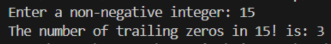 Enter a non-negative integer: 15
The number of trailing zeros in 15! is: 3